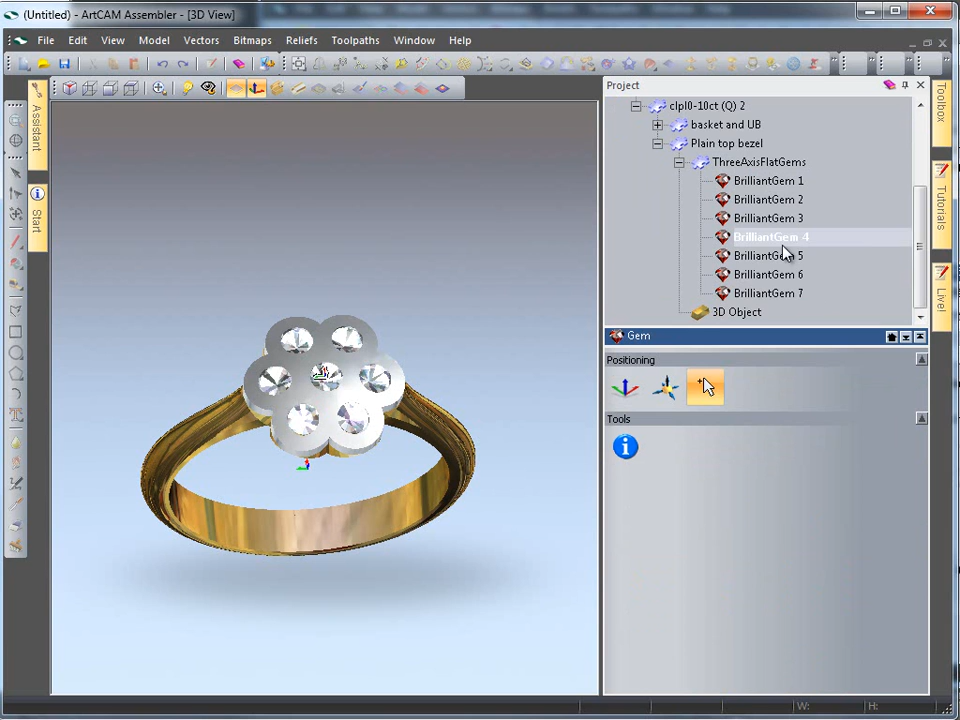 (Untitled) - ArtCAM Assembler - [3D View]
File Edit View Model Vectors Bitmaps Reliefs Toolpaths Window Help
Project
Assistant
Start
Toolbox
Tutorials
Live!
clpl0-10ct (Q) 2
basket and UB
Plain top bezel
ThreeAxisFlatGems
BrilliantGem 1
BrilliantGem 2
BrilliantGem 3
BrilliantGem 4
BrilliantGem 5
BrilliantGem 6
BrilliantGem 7
3D Object
Gem
Positioning
Tools
W: H: